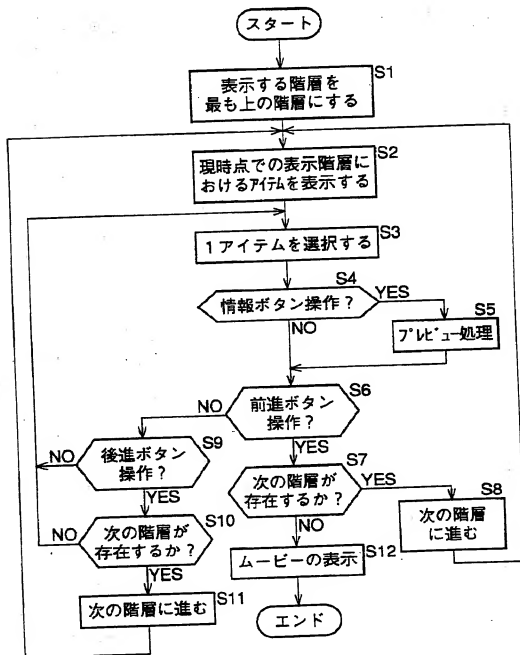 スタート
表示する階層を
最も上の階層にする
S1
現時点での表示階層に
おけるアイテムを表示する
S2
1アイテムを選択する
S3
情報ボタン操作？
S4
YES
NO
プレビュー処理
S5
前進ボタン
操作？
S6
NO
YES
後進ボタン
操作？
S9
NO
YES
次の階層が
存在するか？
S7
YES
NO
次の階層
に進む
S8
次の階層が
存在するか？
S10
NO
YES
ムービーの表示
S12
次の階層に進む
S11
エンド